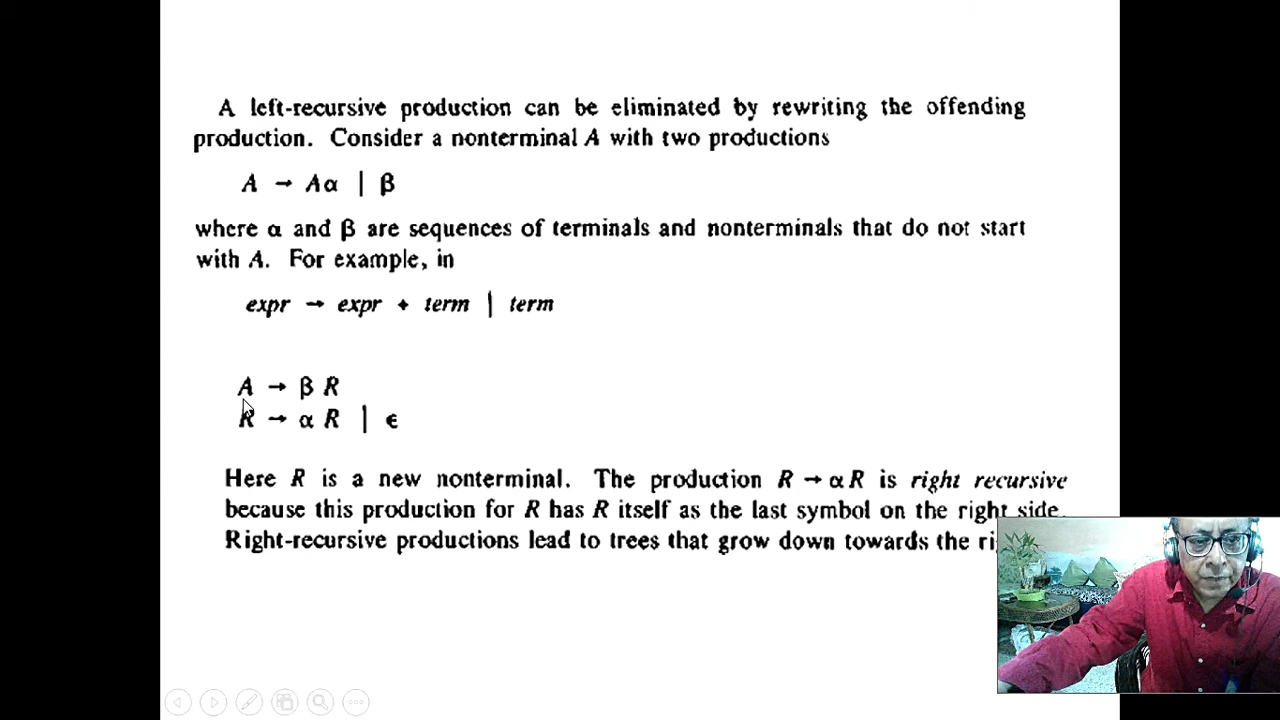 A left-recursive production can be eliminated by rewriting the offending
production. Consider a nonterminal A with two productions
A → Aα | β
where α and β are sequences of terminals and nonterminals that do not start
with A. For example, in
expr → expr + term | term
A → β R
R → α R | ϵ
Here R is a new nonterminal. The production R → α R is right recursive
because this production for R has R itself as the last symbol on the right side.
Right-recursive productions lead to trees that grow down towards the